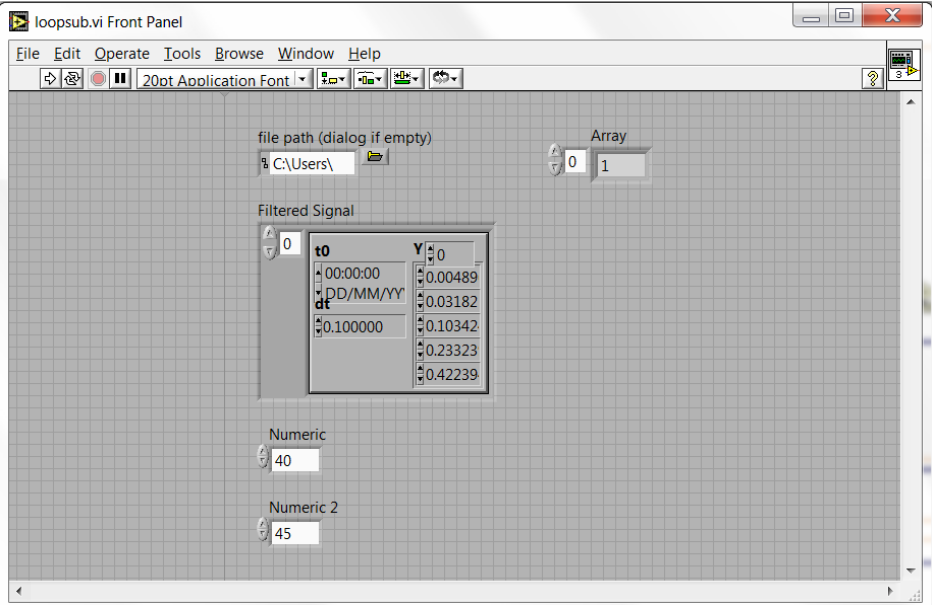 loopsub.vi Front Panel
File Edit Operate Tools Browse Window Help
20pt Application Font
?
3
file path (dialog if empty)
C:\Users\
Array
0
1
Filtered Signal
0
t0
00:00:00
DD/MM/YY
dt
0.100000
Y
0
0.00489
0.03182
0.10342
0.23323
0.42239
Numeric
40
Numeric 2
45